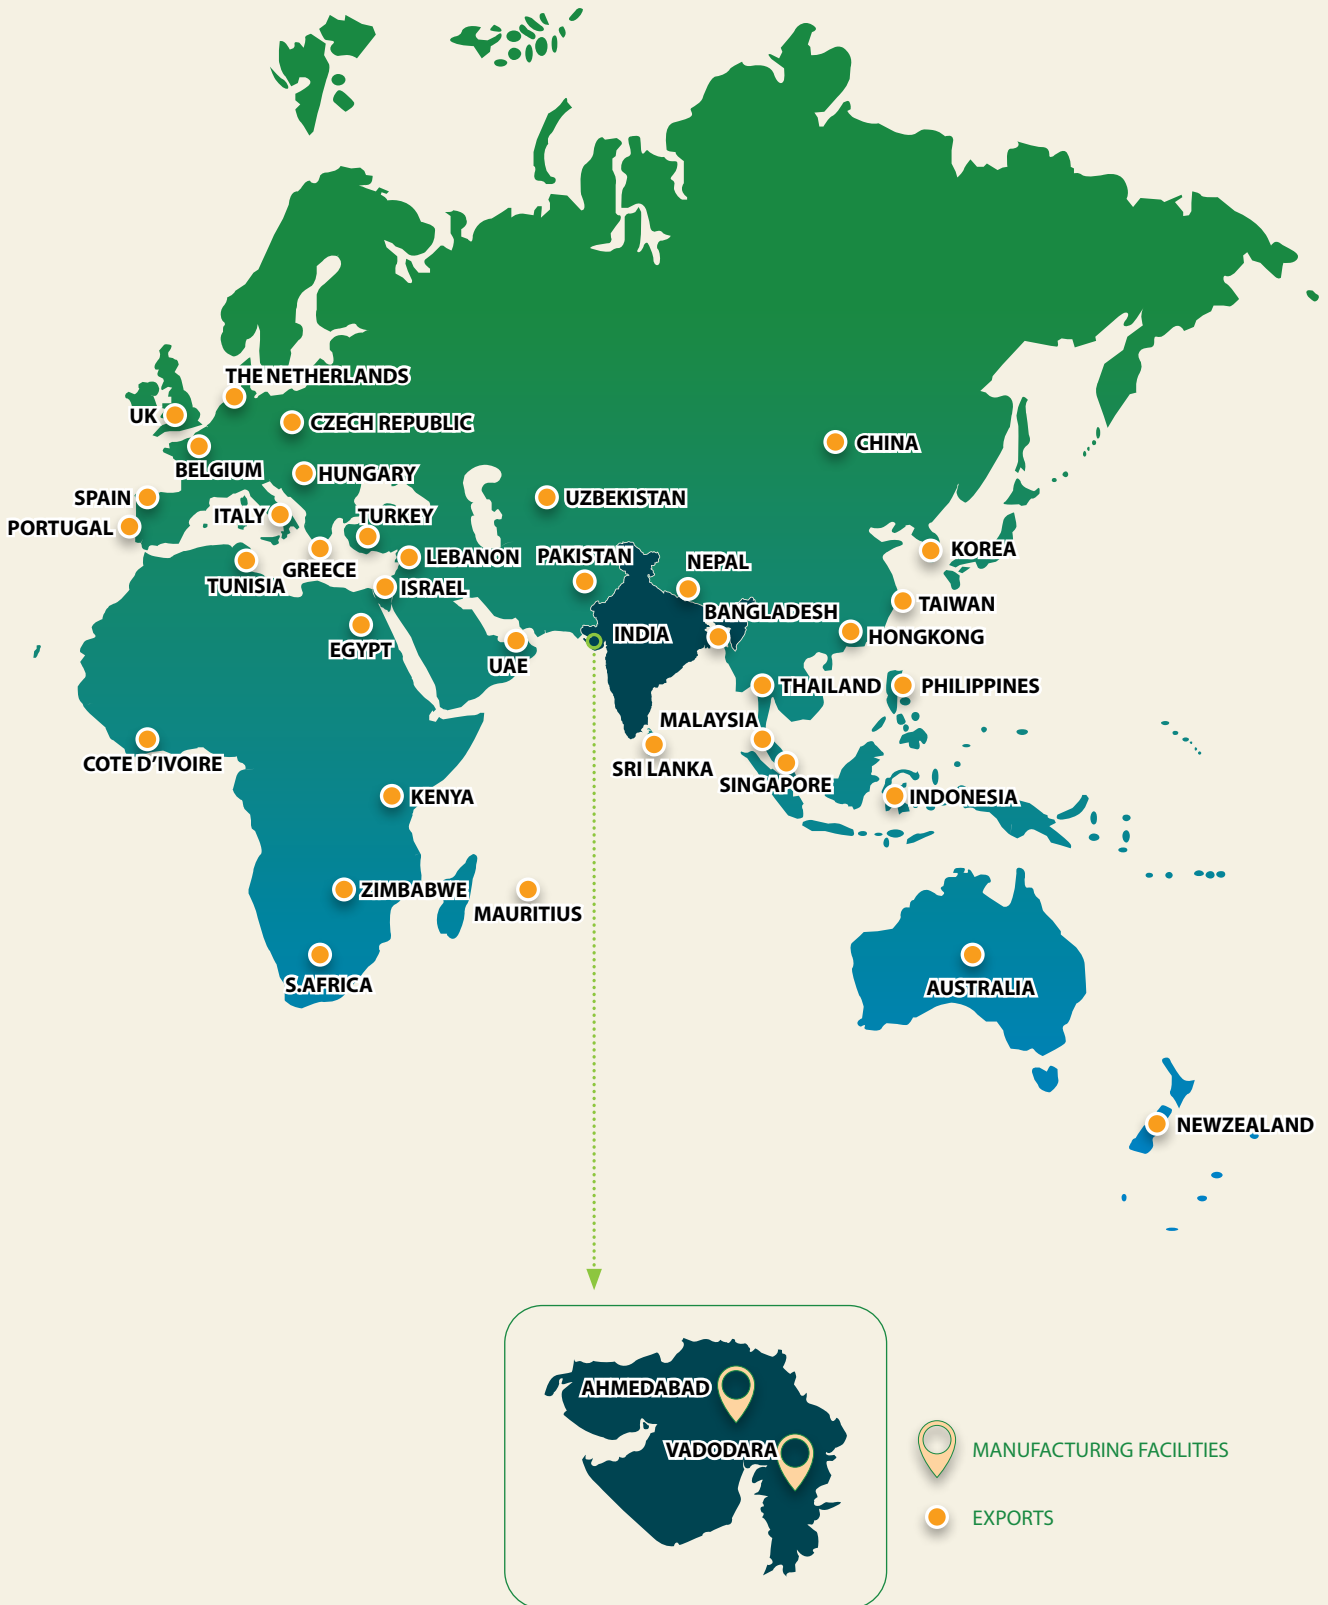 THE NETHERLANDS
UK
CZECH REPUBLIC
CHINA
BELGIUM
HUNGARY
SPAIN
UZBEKISTAN
ITALY
TURKEY
PORTUGAL
KOREA
LEBANON
PAKISTAN
NEPAL
GREECE
TUNISIA
ISRAEL
TAIWAN
BANGLADESH
INDIA
HONGKONG
EGYPT
UAE
THAILAND
PHILIPPINES
MALAYSIA
COTE D'IVOIRE
SRI LANKA
SINGAPORE
KENYA
INDONESIA
ZIMBABWE
MAURITIUS
S.AFRICA
AUSTRALIA
NEWZEALAND
AHMEDABAD
VADODARA
MANUFACTURING FACILITIES
EXPORTS